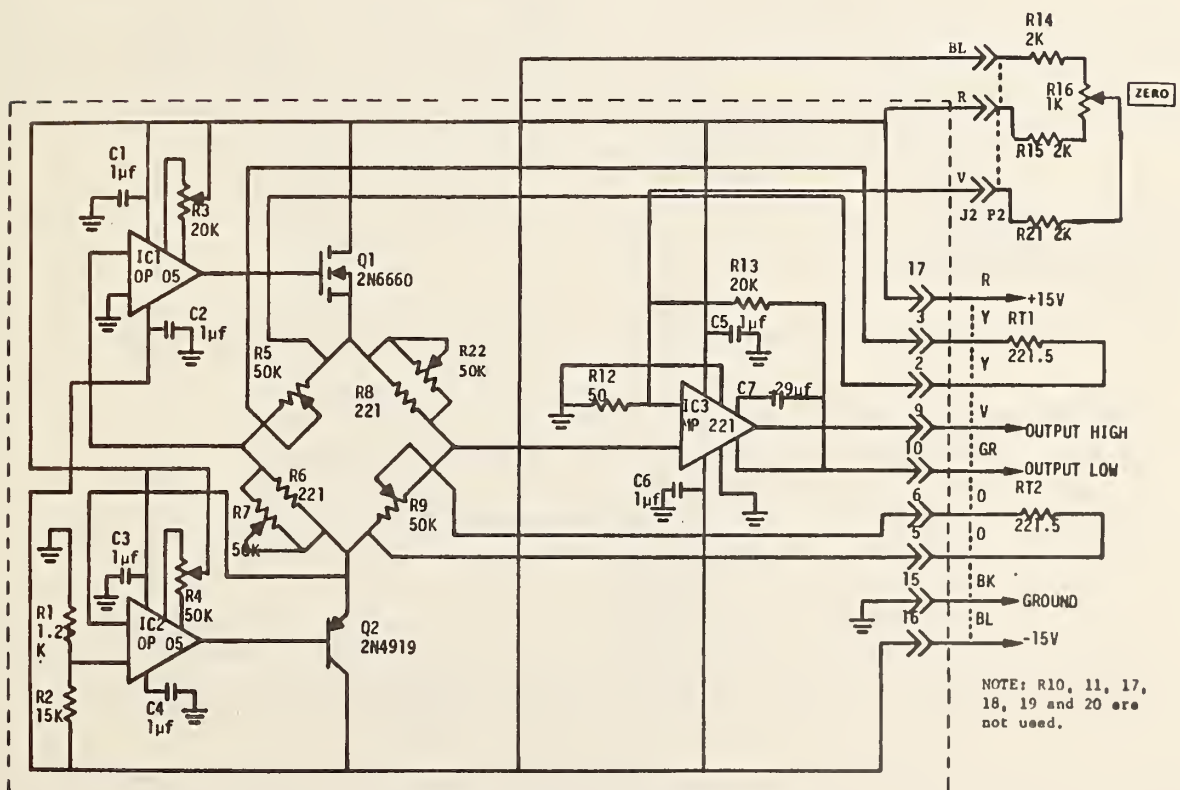 R14
2K
BL
R16
1K
ZERO
R
R15 2K
V
J2 P2
R21 2K
C1
1µf
R3
20K
IC1
OP 05
Q1
2N6660
C2
1µf
R13
20K
17
R
+15V
C5 1µf
3
Y
RT1
221.5
2
Y
R5
50K
R22
50K
R8
221
R12
50
C7 .29µf
IC3
MP 221
9
V
OUTPUT HIGH
10
GR
OUTPUT LOW
R6
221
R7
50K
R9
50K
C6
1µf
6
O
RT2
221.5
5
O
C3
1µf
R4
50K
15
BK
GROUND
R1
1.2
K
IC2
OP 05
Q2
2N4919
16
BL
-15V
R2
15K
C4
1µf
NOTE: R10, 11, 17,
18, 19 and 20 are
not used.